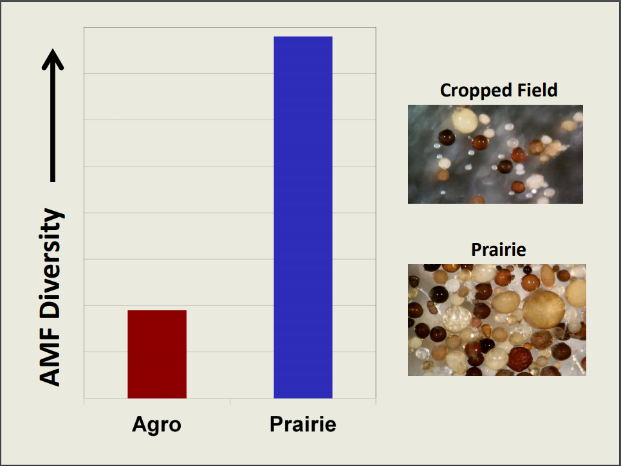 AMF Diversity
Agro
Prairie
Cropped Field
Prairie